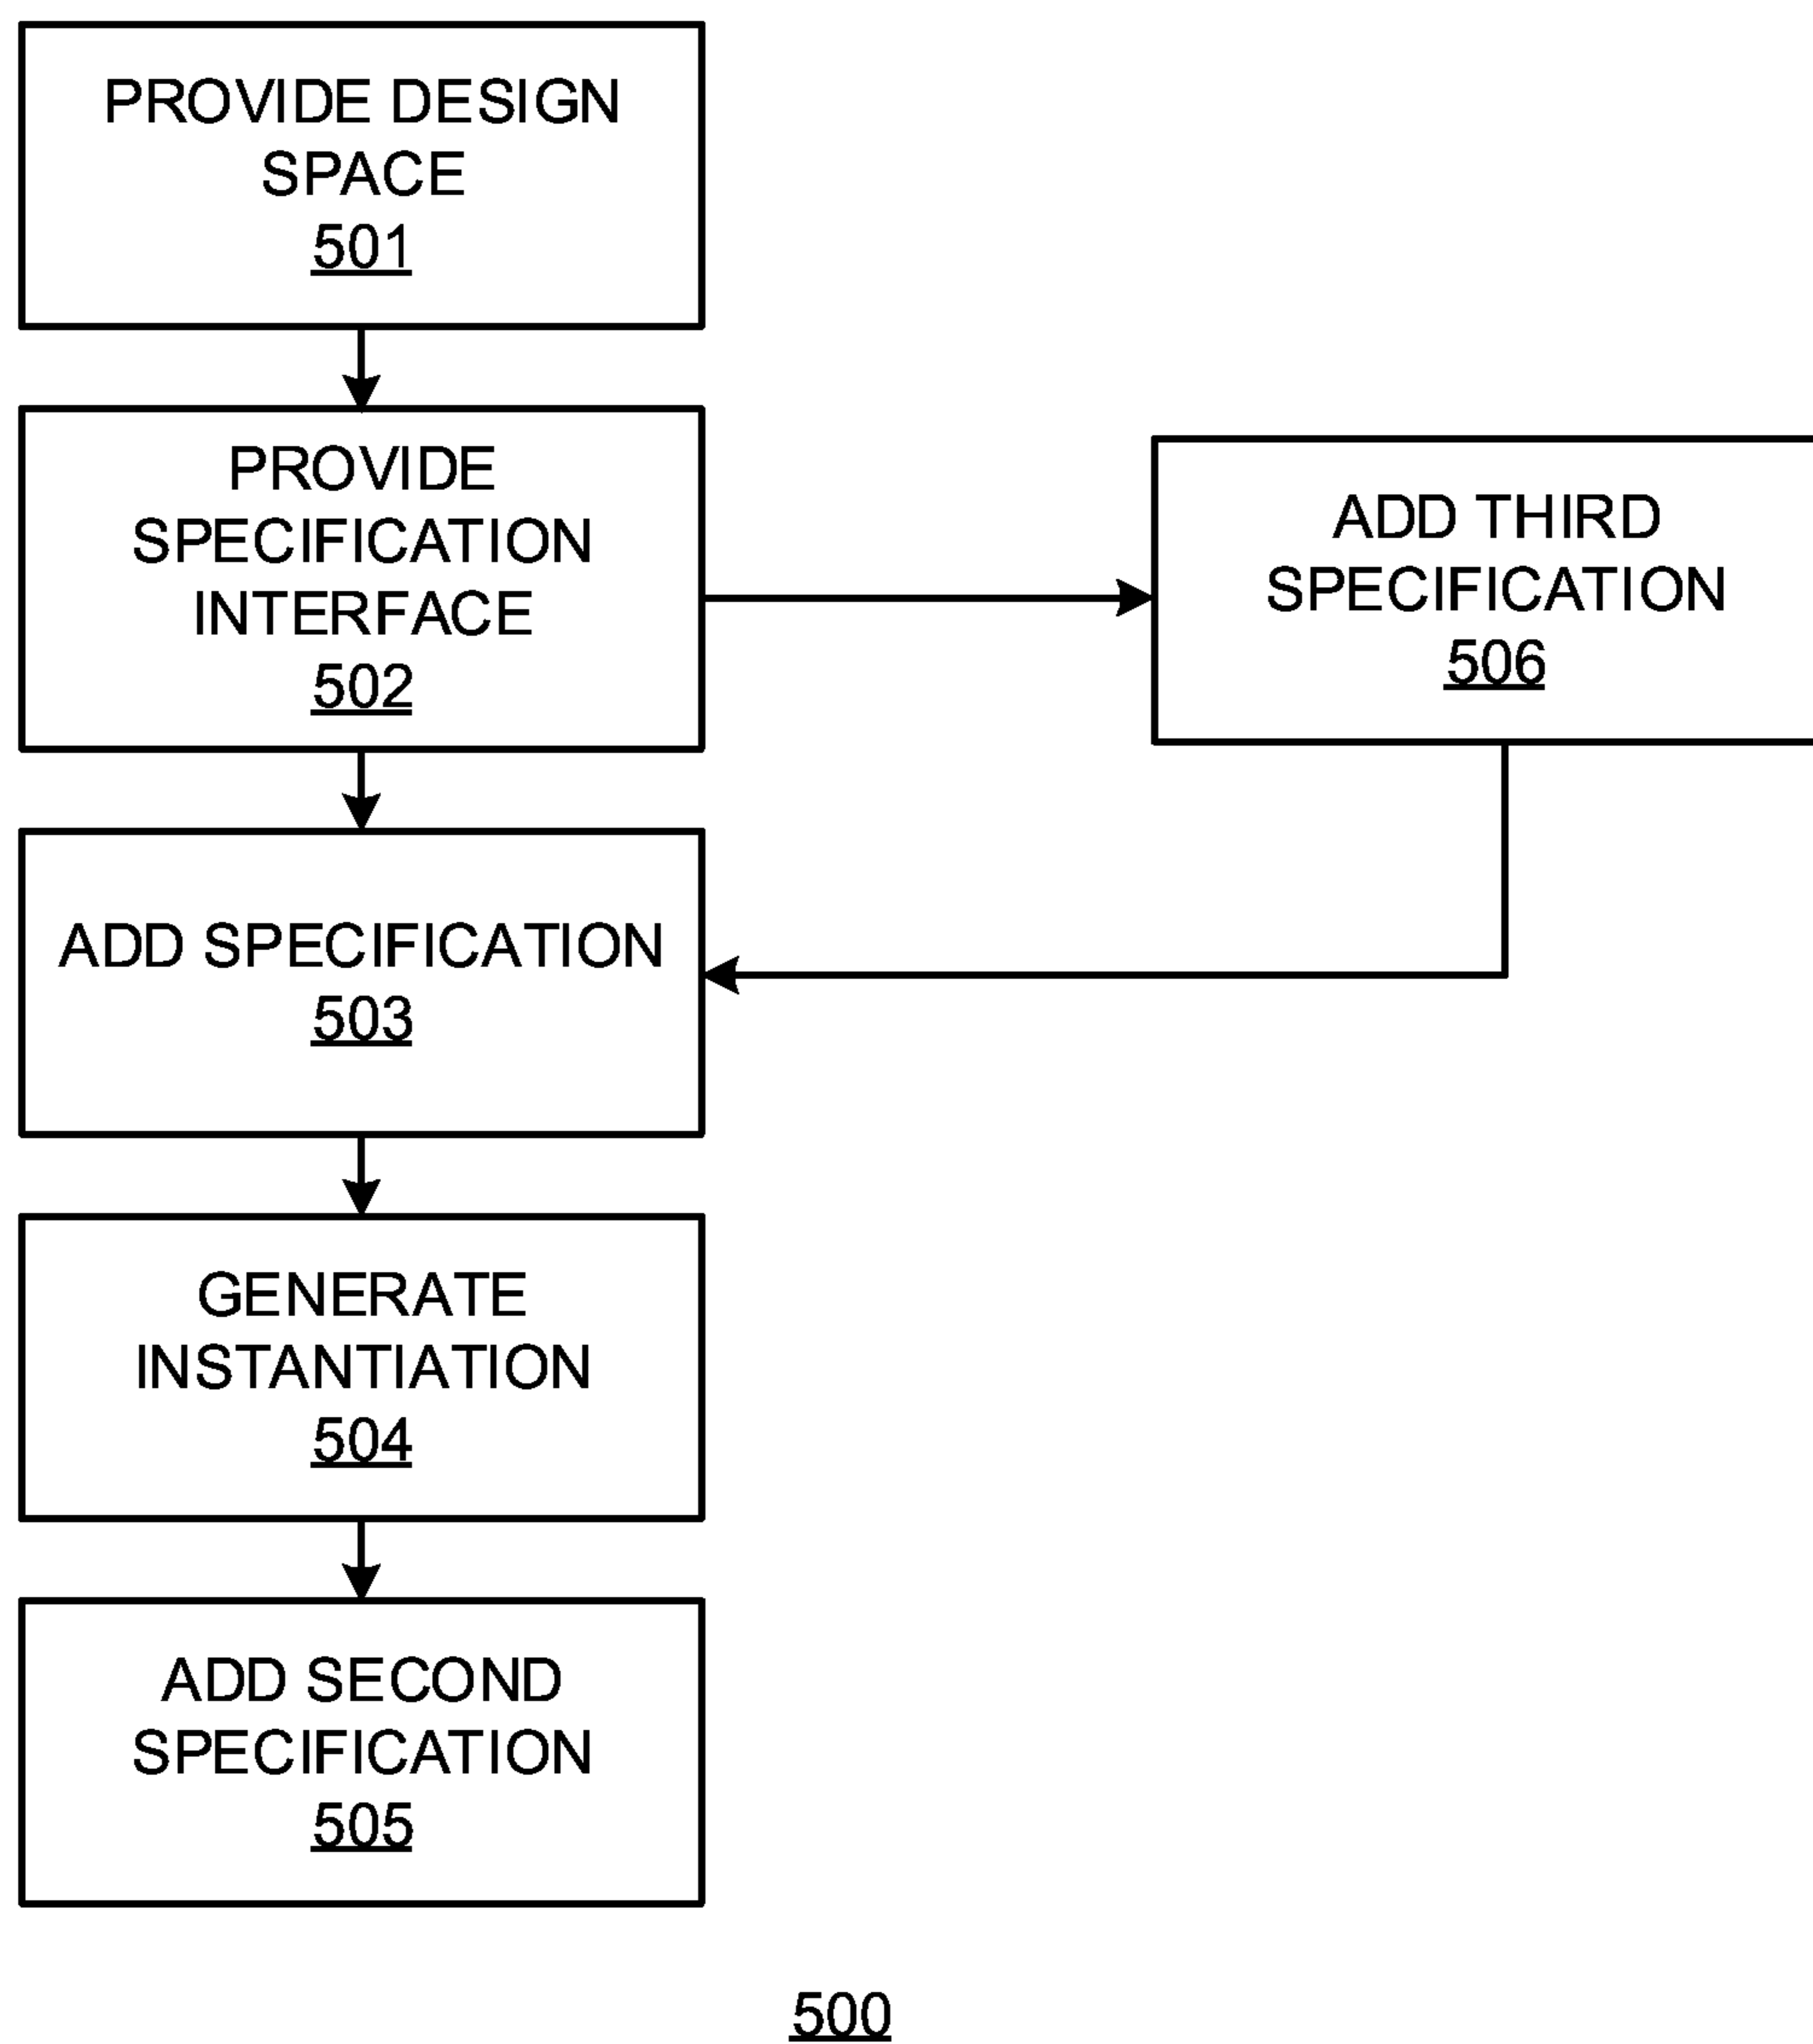 PROVIDE DESIGN
SPACE
501
PROVIDE
SPECIFICATION
INTERFACE
502
ADD THIRD
SPECIFICATION
506
ADD SPECIFICATION
503
GENERATE
INSTANTIATION
504
ADD SECOND
SPECIFICATION
505
500